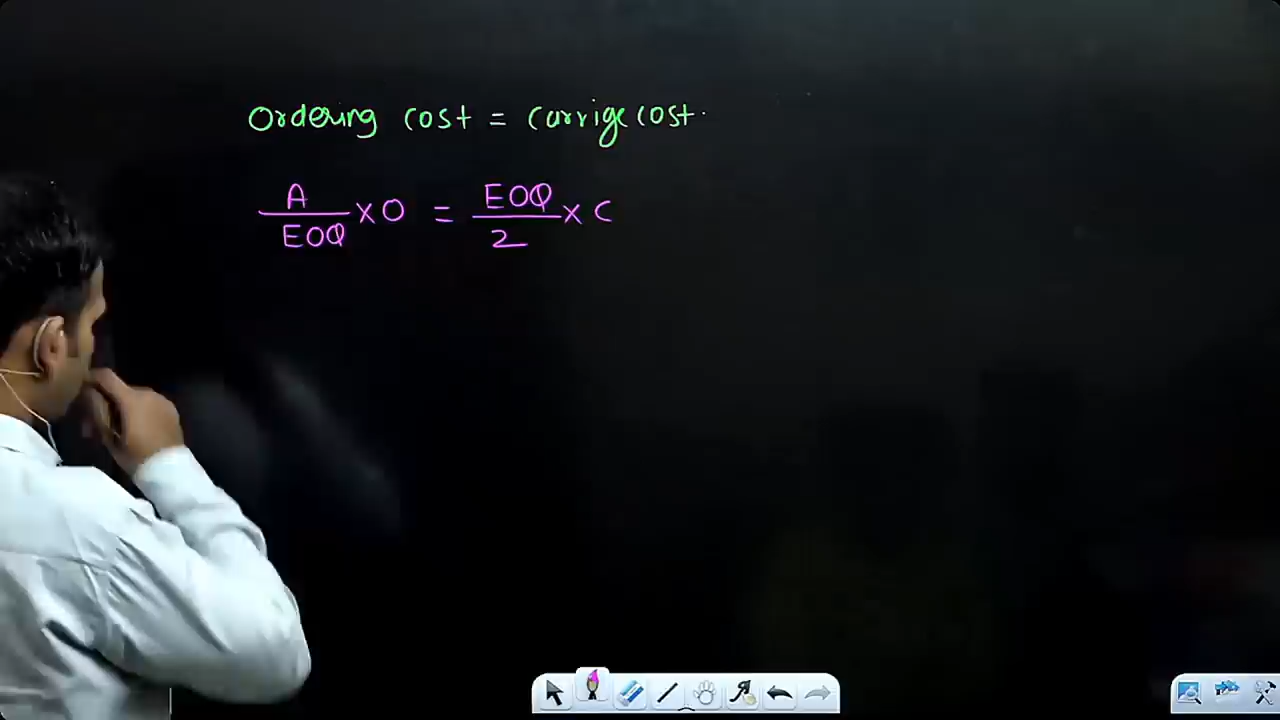 Ordering cost = carrige cost.
A/EOQ x O = EOQ/2 x C